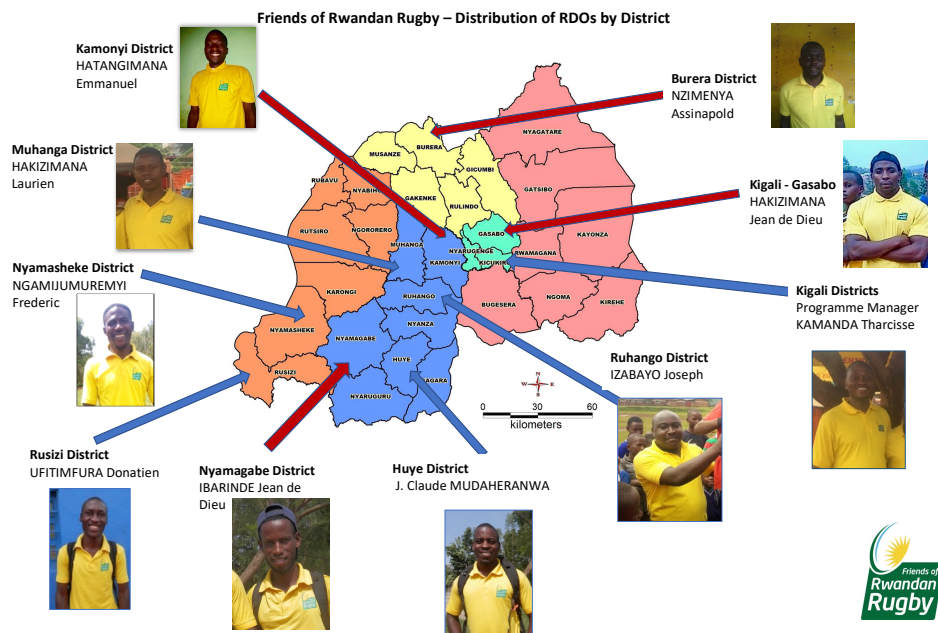 Friends of Rwandan Rugby – Distribution of RDOs by District
Kamonyi District
HATANGIMANA
Emmanuel
Burera District
NZIMENYA
Assinapold
Muhanga District
HAKIZIMANA
Laurien
Kigali - Gasabo
HAKIZIMANA
Jean de Dieu
Nyamasheke District
NGAMIJUMUREMYI
Frederic
Kigali Districts
Programme Manager
KAMANDA Tharcisse
Ruhango District
IZABAYO Joseph
Rusizi District
UFITIMFURA Donatien
Nyamagabe District
IBARINDE Jean de
Dieu
Huye District
J. Claude MUDAHERANWA
NYAGATARE
BURERA
MUSANZE
GICUMBI
RUBAVU
NYABIHU
GATSIBO
GAKENKE
RULINDO
RUTSIRO
NGORORERO
GASABO
KAYONZA
MUHANGA
NYARUGENGE
RWAMAGANA
KAMONYI
KICUKIR
KARONGI
RUHANGO
BUGESERA
NGOMA
KIREHE
NYAMASHEKE
NYANZA
NYAMAGABE
HUYE
RUSIZI
AGARA
NYARUGURU
N
W
E
S
0 30 60
kilometers
Friends of
Rwandan
Rugby